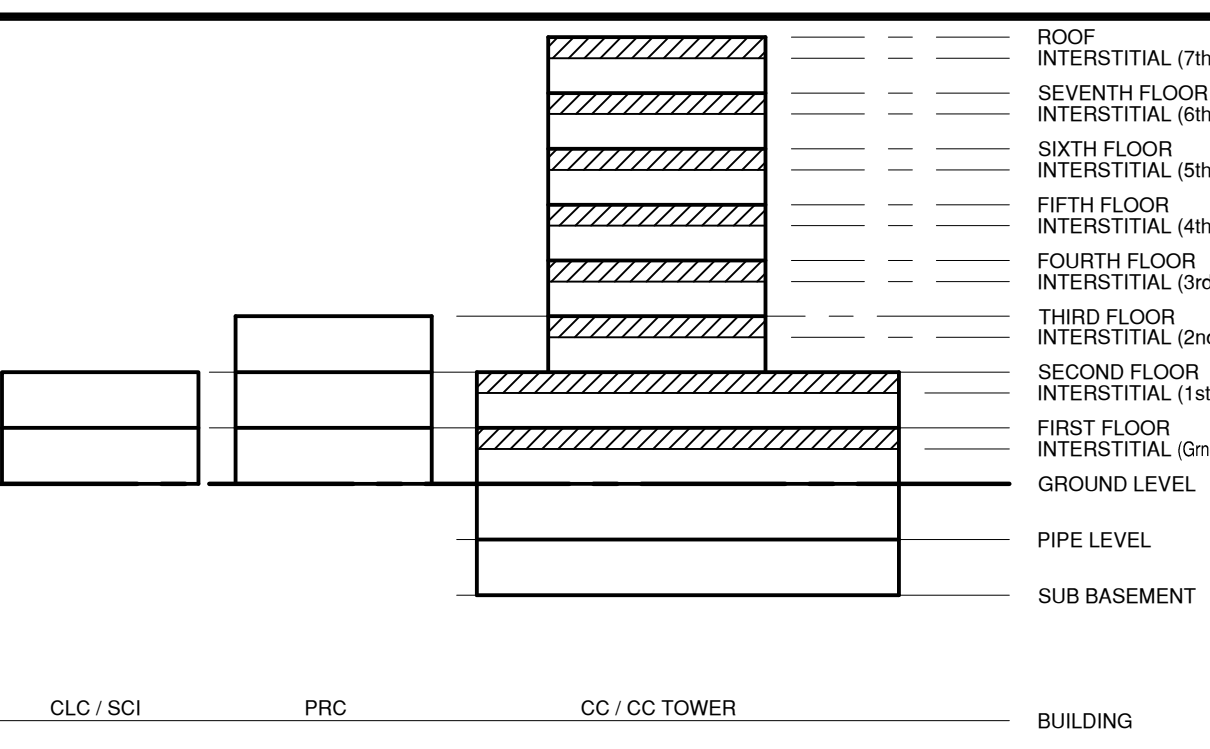 ROOF
INTERSTITIAL (7th
SEVENTH FLOOR
INTERSTITIAL (6th
SIXTH FLOOR
INTERSTITIAL (5th
FIFTH FLOOR
INTERSTITIAL (4th
FOURTH FLOOR
INTERSTITIAL (3rd
THIRD FLOOR
INTERSTITIAL (2nd
SECOND FLOOR
INTERSTITIAL (1st
FIRST FLOOR
INTERSTITIAL (Grn
GROUND LEVEL
PIPE LEVEL
SUB BASEMENT
CLC / SCI PRC CC / CC TOWER
BUILDING